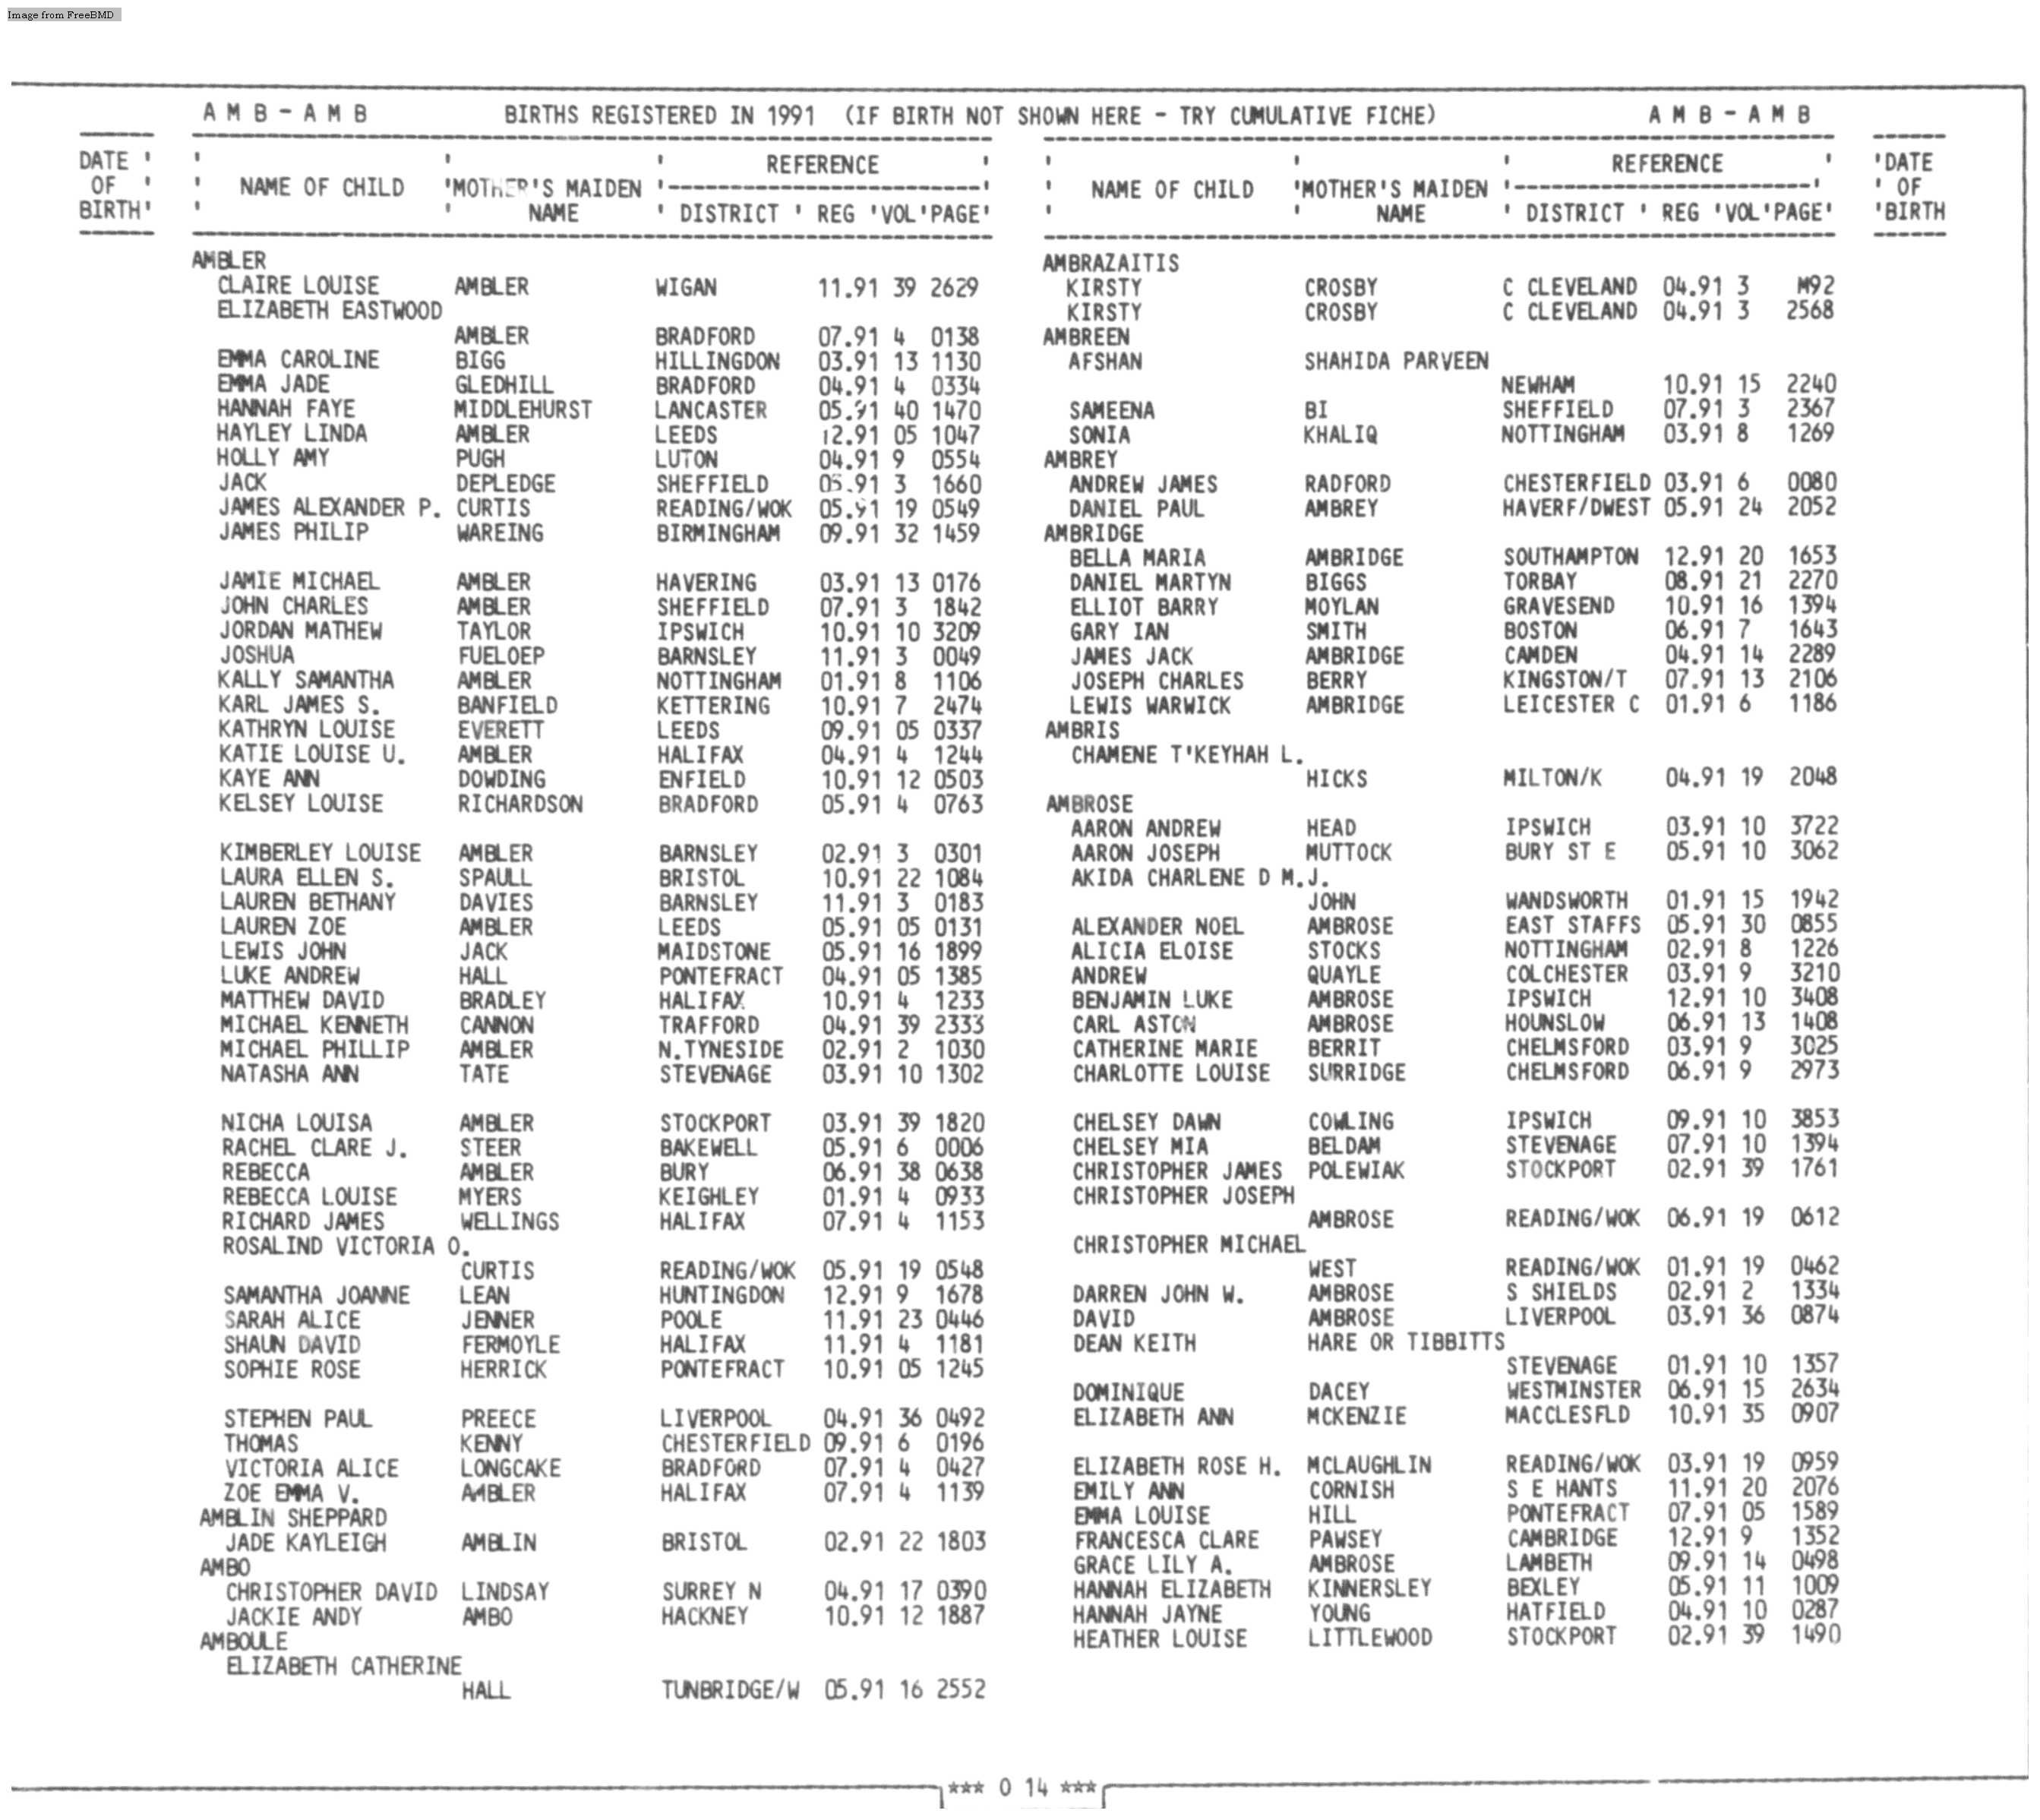 Image from FreeBMD
A M B - A M B BIRTHS REGISTERED IN 1991 (IF BIRTH NOT SHOWN HERE - TRY CUMULATIVE FICHE) A M B - A M B
DATE OF BIRTH
NAME OF CHILD MOTHER'S MAIDEN NAME REFERENCE DISTRICT REG VOL PAGE
AMBLER
CLAIRE LOUISE AMBLER WIGAN 11.91 39 2629
ELIZABETH EASTWOOD
AMBLER BRADFORD 07.91 4 0138
EMMA CAROLINE BIGG HILLINGDON 03.91 13 1130
EMMA JADE GLEDHILL BRADFORD 04.91 4 0334
HANNAH FAYE MIDDLEHURST LANCASTER 05.91 40 1470
HAYLEY LINDA AMBLER LEEDS 12.91 05 1047
HOLLY AMY PUGH LUTON 04.91 9 0554
JACK DEPLEDGE SHEFFIELD 05.91 3 1660
JAMES ALEXANDER P. CURTIS READING/WOK 05.91 19 0549
JAMES PHILIP WAREING BIRMINGHAM 09.91 32 1459
JAMIE MICHAEL AMBLER HAVERING 03.91 13 0176
JOHN CHARLES AMBLER SHEFFIELD 07.91 3 1842
JORDAN MATHEW TAYLOR IPSWICH 10.91 10 3209
JOSHUA FUELOEP BARNSLEY 11.91 3 0049
KALLY SAMANTHA AMBLER NOTTINGHAM 01.91 8 1106
KARL JAMES S. BANFIELD KETTERING 10.91 7 2474
KATHRYN LOUISE EVERETT LEEDS 09.91 05 0337
KATIE LOUISE U. AMBLER HALIFAX 04.91 4 1244
KAYE ANN DOWDING ENFIELD 10.91 12 0503
KELSEY LOUISE RICHARDSON BRADFORD 05.91 4 0763
KIMBERLEY LOUISE AMBLER BARNSLEY 02.91 3 0301
LAURA ELLEN S. SPAULL BRISTOL 10.91 22 1084
LAUREN BETHANY DAVIES BARNSLEY 11.91 3 0183
LAUREN ZOE AMBLER LEEDS 05.91 05 0131
LEWIS JOHN JACK MAIDSTONE 05.91 16 1899
LUKE ANDREW HALL PONTEFRACT 04.91 05 1385
MATTHEW DAVID BRADLEY HALIFAX 10.91 4 1233
MICHAEL KENNETH CANNON TRAFFORD 04.91 39 2333
MICHAEL PHILLIP AMBLER N.TYNESIDE 02.91 2 1030
NATASHA ANN TATE STEVENAGE 03.91 10 1302
NICHA LOUISA AMBLER STOCKPORT 03.91 39 1820
RACHEL CLARE J. STEER BAKEWELL 05.91 6 0006
REBECCA AMBLER BURY 06.91 38 0638
REBECCA LOUISE MYERS KEIGHLEY 01.91 4 0933
RICHARD JAMES WELLINGS HALIFAX 07.91 4 1153
ROSALIND VICTORIA O.
CURTIS READING/WOK 05.91 19 0548
SAMANTHA JOANNE LEAN HUNTINGDON 12.91 9 1678
SARAH ALICE JENNER POOLE 11.91 23 0446
SHAUN DAVID FERMOYLE HALIFAX 11.91 4 1181
SOPHIE ROSE HERRICK PONTEFRACT 10.91 05 1245
STEPHEN PAUL PREECE LIVERPOOL 04.91 36 0492
THOMAS KENNY CHESTERFIELD 09.91 6 0196
VICTORIA ALICE LONGCAKE BRADFORD 07.91 4 0427
ZOE EMMA V. AMBLER HALIFAX 07.91 4 1139
AMBLIN SHEPPARD
JADE KAYLEIGH AMBLIN BRISTOL 02.91 22 1803
AMBO
CHRISTOPHER DAVID LINDSAY SURREY N 04.91 17 0390
JACKIE ANDY AMBO HACKNEY 10.91 12 1887
AMBOULE
ELIZABETH CATHERINE
HALL TUNBRIDGE/W 05.91 16 2552
NAME OF CHILD MOTHER'S MAIDEN NAME REFERENCE DISTRICT REG VOL PAGE
DATE OF BIRTH
AMBRAZAITIS
KIRSTY CROSBY C CLEVELAND 04.91 3 M92
KIRSTY CROSBY C CLEVELAND 04.91 3 2568
AMBREEN
AFSHAN SHAHIDA PARVEEN
NEWHAM 10.91 15 2240
SAMEENA BI SHEFFIELD 07.91 3 2367
SONIA KHALIQ NOTTINGHAM 03.91 8 1269
AMBREY
ANDREW JAMES RADFORD CHESTERFIELD 03.91 6 0080
DANIEL PAUL AMBREY HAVERF/DWEST 05.91 24 2052
AMBRIDGE
BELLA MARIA AMBRIDGE SOUTHAMPTON 12.91 20 1653
DANIEL MARTYN BIGGS TORBAY 08.91 21 2270
ELLIOT BARRY MOYLAN GRAVESEND 10.91 16 1394
GARY IAN SMITH BOSTON 06.91 7 1643
JAMES JACK AMBRIDGE CAMDEN 04.91 14 2289
JOSEPH CHARLES BERRY KINGSTON/T 07.91 13 2106
LEWIS WARWICK AMBRIDGE LEICESTER C 01.91 6 1186
AMBRIS
CHAMENE T'KEYHAH L.
HICKS MILTON/K 04.91 19 2048
AMBROSE
AARON ANDREW HEAD IPSWICH 03.91 10 3722
AARON JOSEPH MUTTOCK BURY ST E 05.91 10 3062
AKIDA CHARLENE D M.J.
JOHN WANDSWORTH 01.91 15 1942
ALEXANDER NOEL AMBROSE EAST STAFFS 05.91 30 0855
ALICIA ELOISE STOCKS NOTTINGHAM 02.91 8 1226
ANDREW QUAYLE COLCHESTER 03.91 9 3210
BENJAMIN LUKE AMBROSE IPSWICH 12.91 10 3408
CARL ASTON AMBROSE HOUNSLOW 06.91 13 1408
CATHERINE MARIE BERRIT CHELMSFORD 03.91 9 3025
CHARLOTTE LOUISE SURRIDGE CHELMSFORD 06.91 9 2973
CHELSEY DAWN COWLING IPSWICH 09.91 10 3853
CHELSEY MIA BELDAM STEVENAGE 07.91 10 1394
CHRISTOPHER JAMES POLEWIAK STOCKPORT 02.91 39 1761
CHRISTOPHER JOSEPH
AMBROSE READING/WOK 06.91 19 0612
CHRISTOPHER MICHAEL
WEST READING/WOK 01.91 19 0462
DARREN JOHN W. AMBROSE S SHIELDS 02.91 2 1334
DAVID AMBROSE LIVERPOOL 03.91 36 0874
DEAN KEITH HARE OR TIBBITTS
STEVENAGE 01.91 10 1357
DOMINIQUE DACEY WESTMINSTER 06.91 15 2634
ELIZABETH ANN MCKENZIE MACCLESFLD 10.91 35 0907
ELIZABETH ROSE H. MCLAUGHLIN READING/WOK 03.91 19 0959
EMILY ANN CORNISH S E HANTS 11.91 20 2076
EMMA LOUISE HILL PONTEFRACT 07.91 05 1589
FRANCESCA CLARE PAWSEY CAMBRIDGE 12.91 9 1352
GRACE LILY A. AMBROSE LAMBETH 09.91 14 0498
HANNAH ELIZABETH KINNERSLEY BEXLEY 05.91 11 1009
HANNAH JAYNE YOUNG HATFIELD 04.91 10 0287
HEATHER LOUISE LITTLEWOOD STOCKPORT 02.91 39 1490
*** O 14 ***